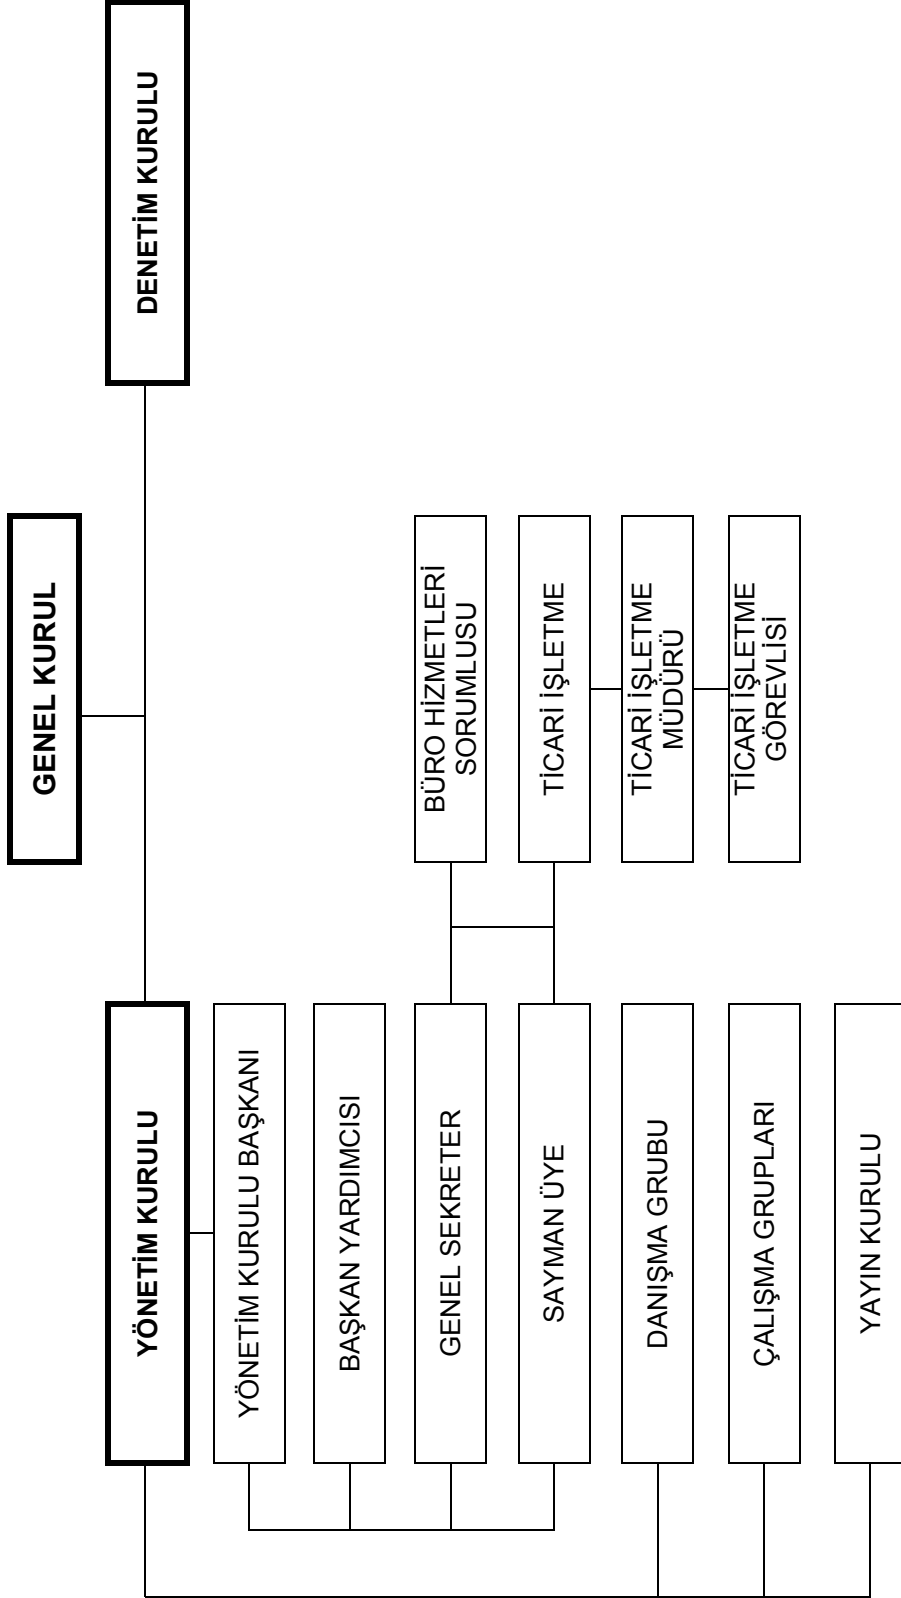 GENEL KURUL
YÖNETİM KURULU
DENETİM KURULU
YÖNETİM KURULU BAŞKANI
BAŞKAN YARDIMCISI
GENEL SEKRETER
BÜRO HİZMETLERİ
SORUMLUSU
SAYMAN ÜYE
TİCARİ İŞLETME
DANIŞMA GRUBU
TİCARİ İŞLETME
MÜDÜRÜ
ÇALIŞMA GRUPLARI
TİCARİ İŞLETME
GÖREVLİSİ
YAYIN KURULU